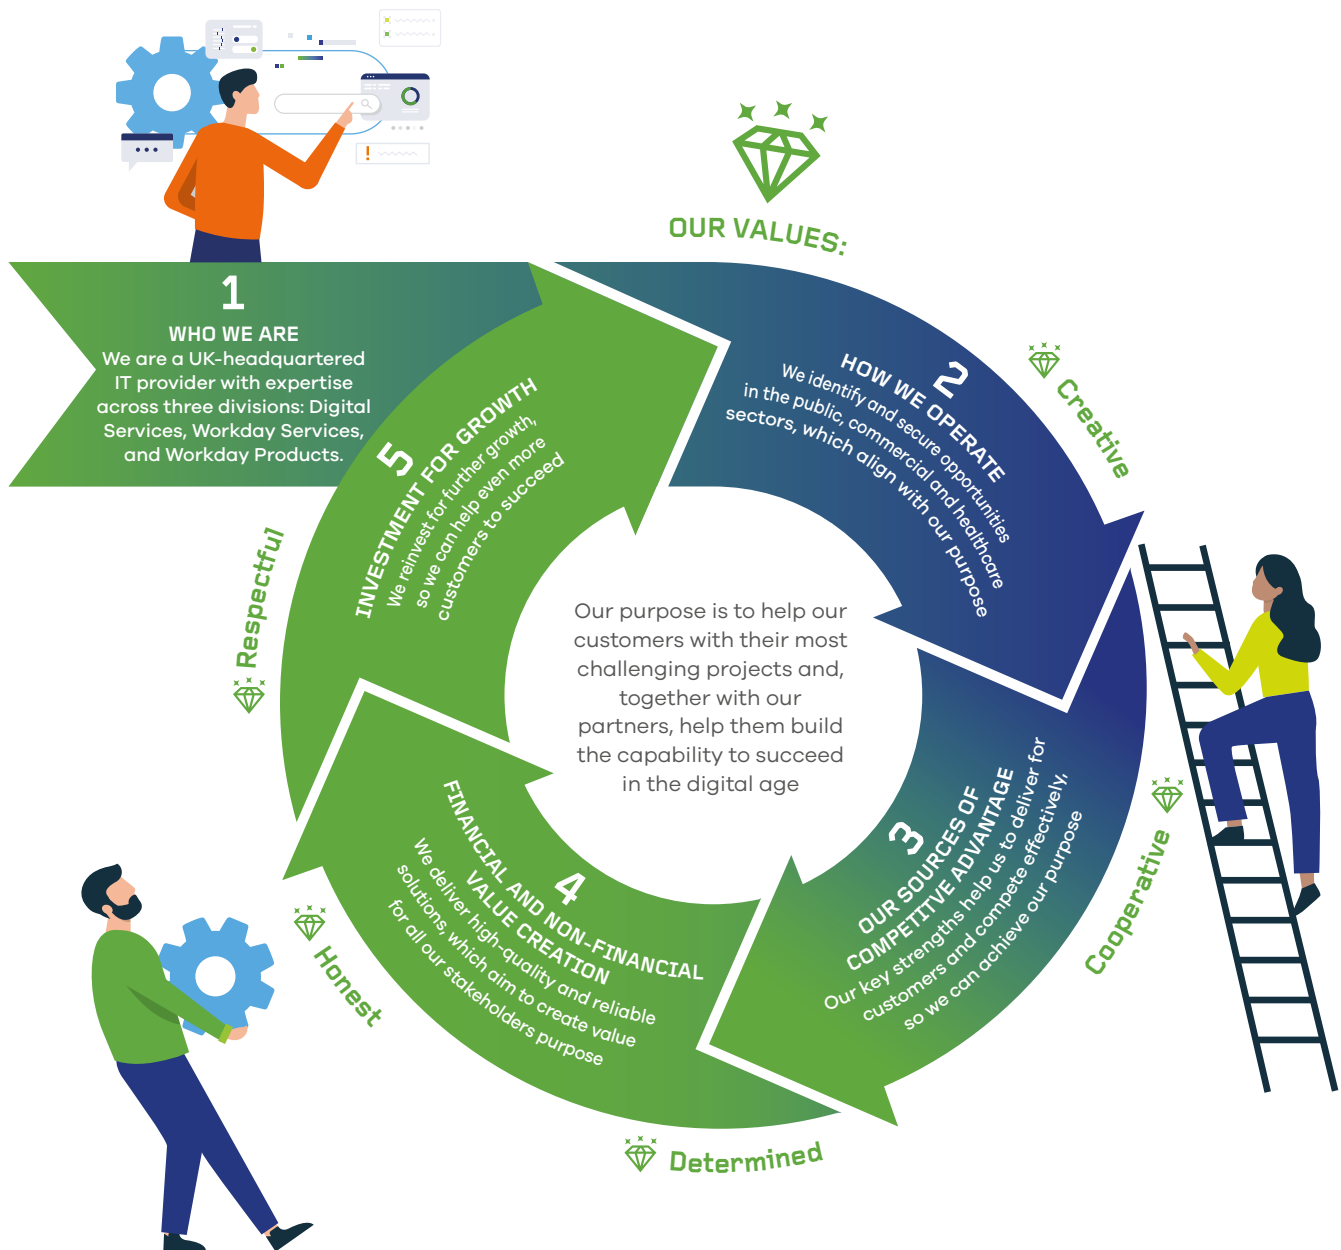 OUR VALUES:
1
WHO WE ARE
We are a UK-headquartered
IT provider with expertise
across three divisions: Digital
Services, Workday Services,
and Workday Products.
2
HOW WE OPERATE
We identify and secure opportunities
in the public, commercial and healthcare
sectors, which align with our purpose
Creative
3
OUR SOURCES OF
COMPETITIVE ADVANTAGE
Our key strengths help us to deliver for
customers and compete effectively,
so we can achieve our purpose
Cooperative
4
FINANCIAL AND NON-FINANCIAL
VALUE CREATION
We deliver high-quality and reliable
solutions, which aim to create value
for all our stakeholders purpose
Determined
Honest
5
INVESTMENT FOR GROWTH
We reinvest for further growth,
so we can help even more
customers to succeed
Respectful
Our purpose is to help our
customers with their most
challenging projects and,
together with our
partners, help them build
the capability to succeed
in the digital age